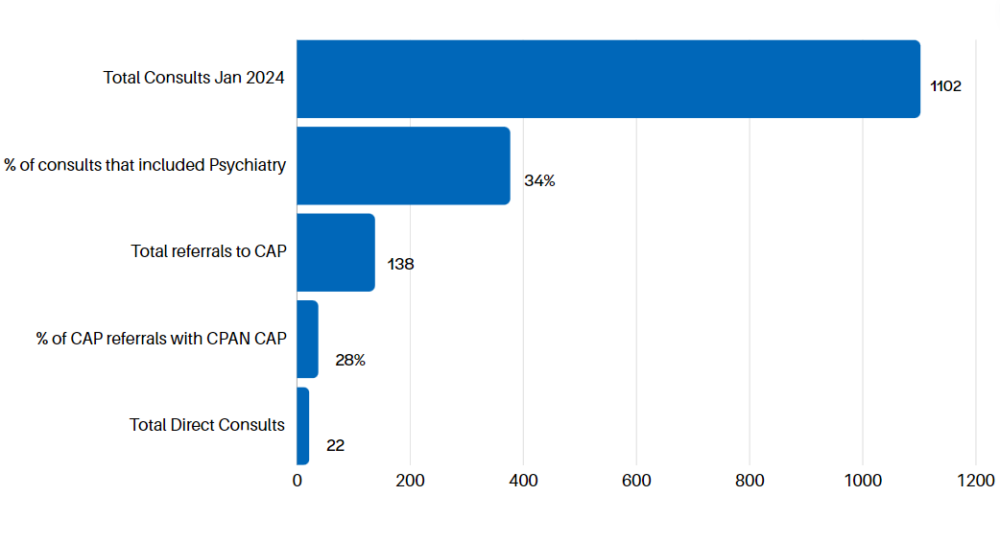 Total Consults Jan 2024
1102
% of consults that included Psychiatry
34%
Total referrals to CAP
138
% of CAP referrals with CPAN CAP
28%
Total Direct Consults
22
0 200 400 600 800 1000 1200